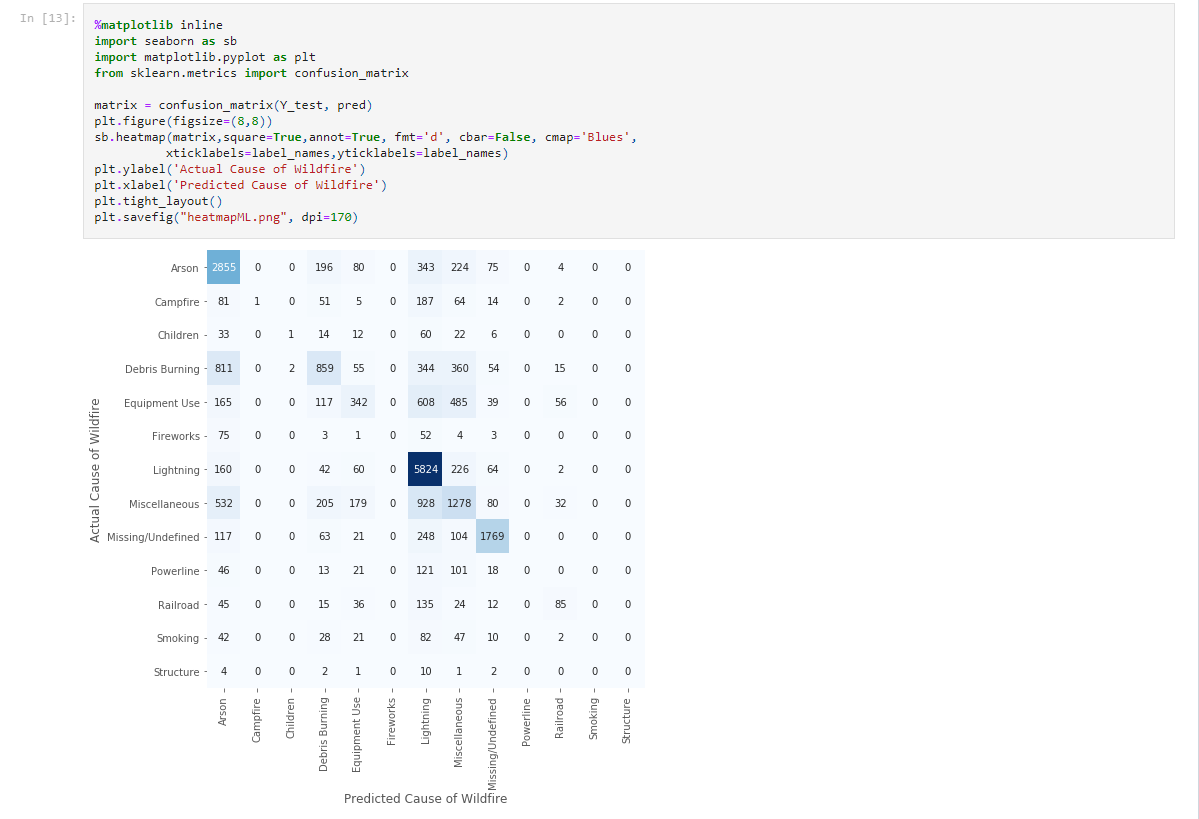 In [13]:
%matplotlib inline
import seaborn as sb
import matplotlib.pyplot as plt
from sklearn.metrics import confusion_matrix
matrix = confusion_matrix(Y_test, pred)
plt.figure(figsize=(8,8))
sb.heatmap(matrix,square=True,annot=True, fmt='d', cbar=False, cmap='Blues',
xticklabels=label_names,yticklabels=label_names)
plt.ylabel('Actual Cause of Wildfire')
plt.xlabel('Predicted Cause of Wildfire')
plt.tight_layout()
plt.savefig("heatmapML.png", dpi=170)
Actual Cause of Wildfire
Arson 2855 0 0 196 80 0 343 224 75 0 4 0 0
Campfire 81 1 0 51 5 0 187 64 14 0 2 0 0
Children 33 0 1 14 12 0 60 22 6 0 0 0 0
Debris Burning 811 0 2 859 55 0 344 360 54 0 15 0 0
Equipment Use 165 0 0 117 342 0 608 485 39 0 56 0 0
Fireworks 75 0 0 3 1 0 52 4 3 0 0 0 0
Lightning 160 0 0 42 60 0 5824 226 64 0 2 0 0
Miscellaneous 532 0 0 205 179 0 928 1278 80 0 32 0 0
Missing/Undefined 117 0 0 63 21 0 248 104 1769 0 0 0 0
Powerline 46 0 0 13 21 0 121 101 18 0 0 0 0
Railroad 45 0 0 15 36 0 135 24 12 0 85 0 0
Smoking 42 0 0 28 21 0 82 47 10 0 2 0 0
Structure 4 0 0 2 1 0 10 1 2 0 0 0 0
Arson Campfire Children Debris Burning Equipment Use Fireworks Lightning Miscellaneous Missing/Undefined Powerline Railroad Smoking Structure
Predicted Cause of Wildfire